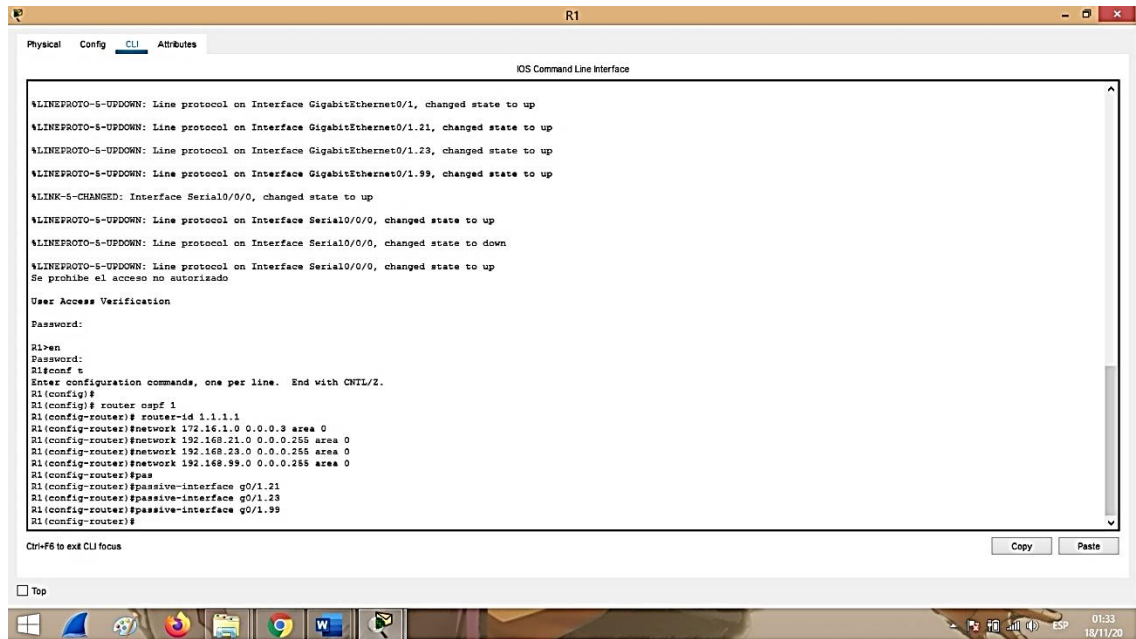 R1
Physical Config CLI Attributes
IOS Command Line Interface
%LINEPROTO-5-UPDOWN: Line protocol on Interface GigabitEthernet0/1, changed state to up
%LINEPROTO-5-UPDOWN: Line protocol on Interface GigabitEthernet0/1.21, changed state to up
%LINEPROTO-5-UPDOWN: Line protocol on Interface GigabitEthernet0/1.23, changed state to up
%LINEPROTO-5-UPDOWN: Line protocol on Interface GigabitEthernet0/1.99, changed state to up
%LINK-5-CHANGED: Interface Serial0/0/0, changed state to up
%LINEPROTO-5-UPDOWN: Line protocol on Interface Serial0/0/0, changed state to up
%LINEPROTO-5-UPDOWN: Line protocol on Interface Serial0/0/0, changed state to down
%LINEPROTO-5-UPDOWN: Line protocol on Interface Serial0/0/0, changed state to up
Se prohibe el acceso no autorizado
User Access Verification
Password:
R1>en
Password:
R1#conf t
Enter configuration commands, one per line. End with CNTL/Z.
R1(config)#
R1(config)# router ospf 1
R1(config-router)# router-id 1.1.1.1
R1(config-router)#network 172.16.1.0 0.0.0.3 area 0
R1(config-router)#network 192.168.21.0 0.0.0.255 area 0
R1(config-router)#network 192.168.23.0 0.0.0.255 area 0
R1(config-router)#network 192.168.99.0 0.0.0.255 area 0
R1(config-router)#pas
R1(config-router)#passive-interface g0/1.21
R1(config-router)#passive-interface g0/1.23
R1(config-router)#passive-interface g0/1.99
R1(config-router)#
Ctrl+F6 to exit CLI focus
Copy Paste
Top
ESP
01:33
18/11/20